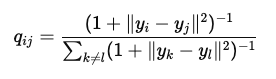 q_{ij} = \frac{(1 + \|y_i - y_j\|^2)^{-1}}{\sum_{k \neq l} (1 + \|y_k - y_l\|^2)^{-1}}